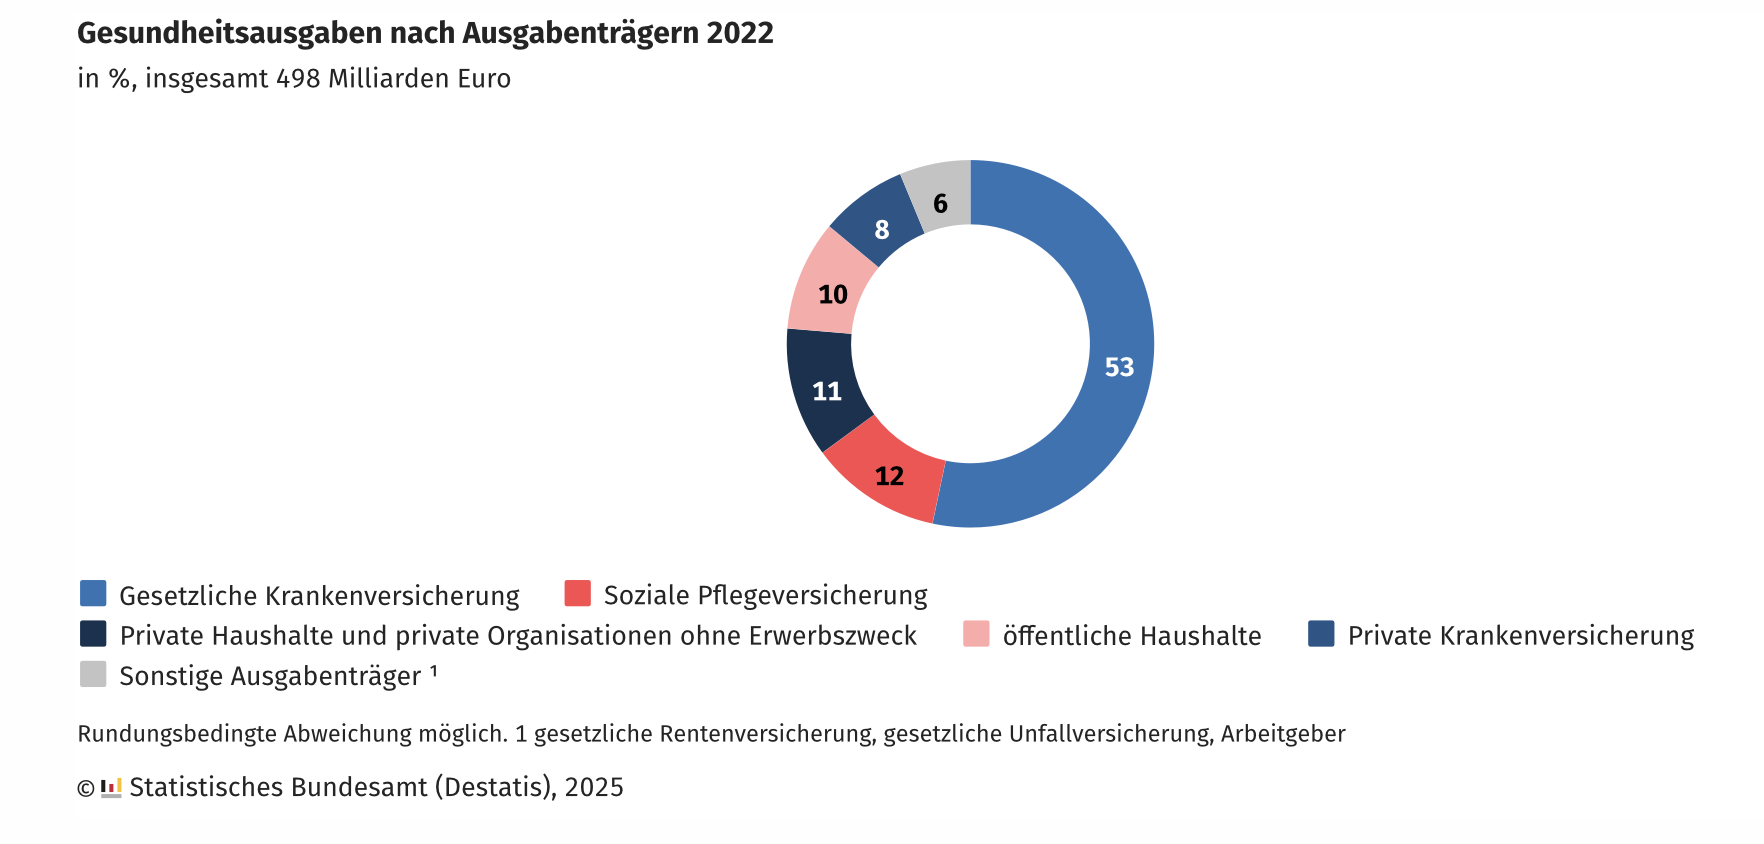 Gesundheitsausgaben nach Ausgabenträgern 2022
in %, insgesamt 498 Milliarden Euro
6
8
10
53
11
12
Gesetzliche Krankenversicherung Soziale Pflegeversicherung
Private Haushalte und private Organisationen ohne Erwerbszweck öffentliche Haushalte Private Krankenversicherung
Sonstige Ausgabenträger ¹
Rundungsbedingte Abweichung möglich. 1 gesetzliche Rentenversicherung, gesetzliche Unfallversicherung, Arbeitgeber
© Statistisches Bundesamt (Destatis), 2025